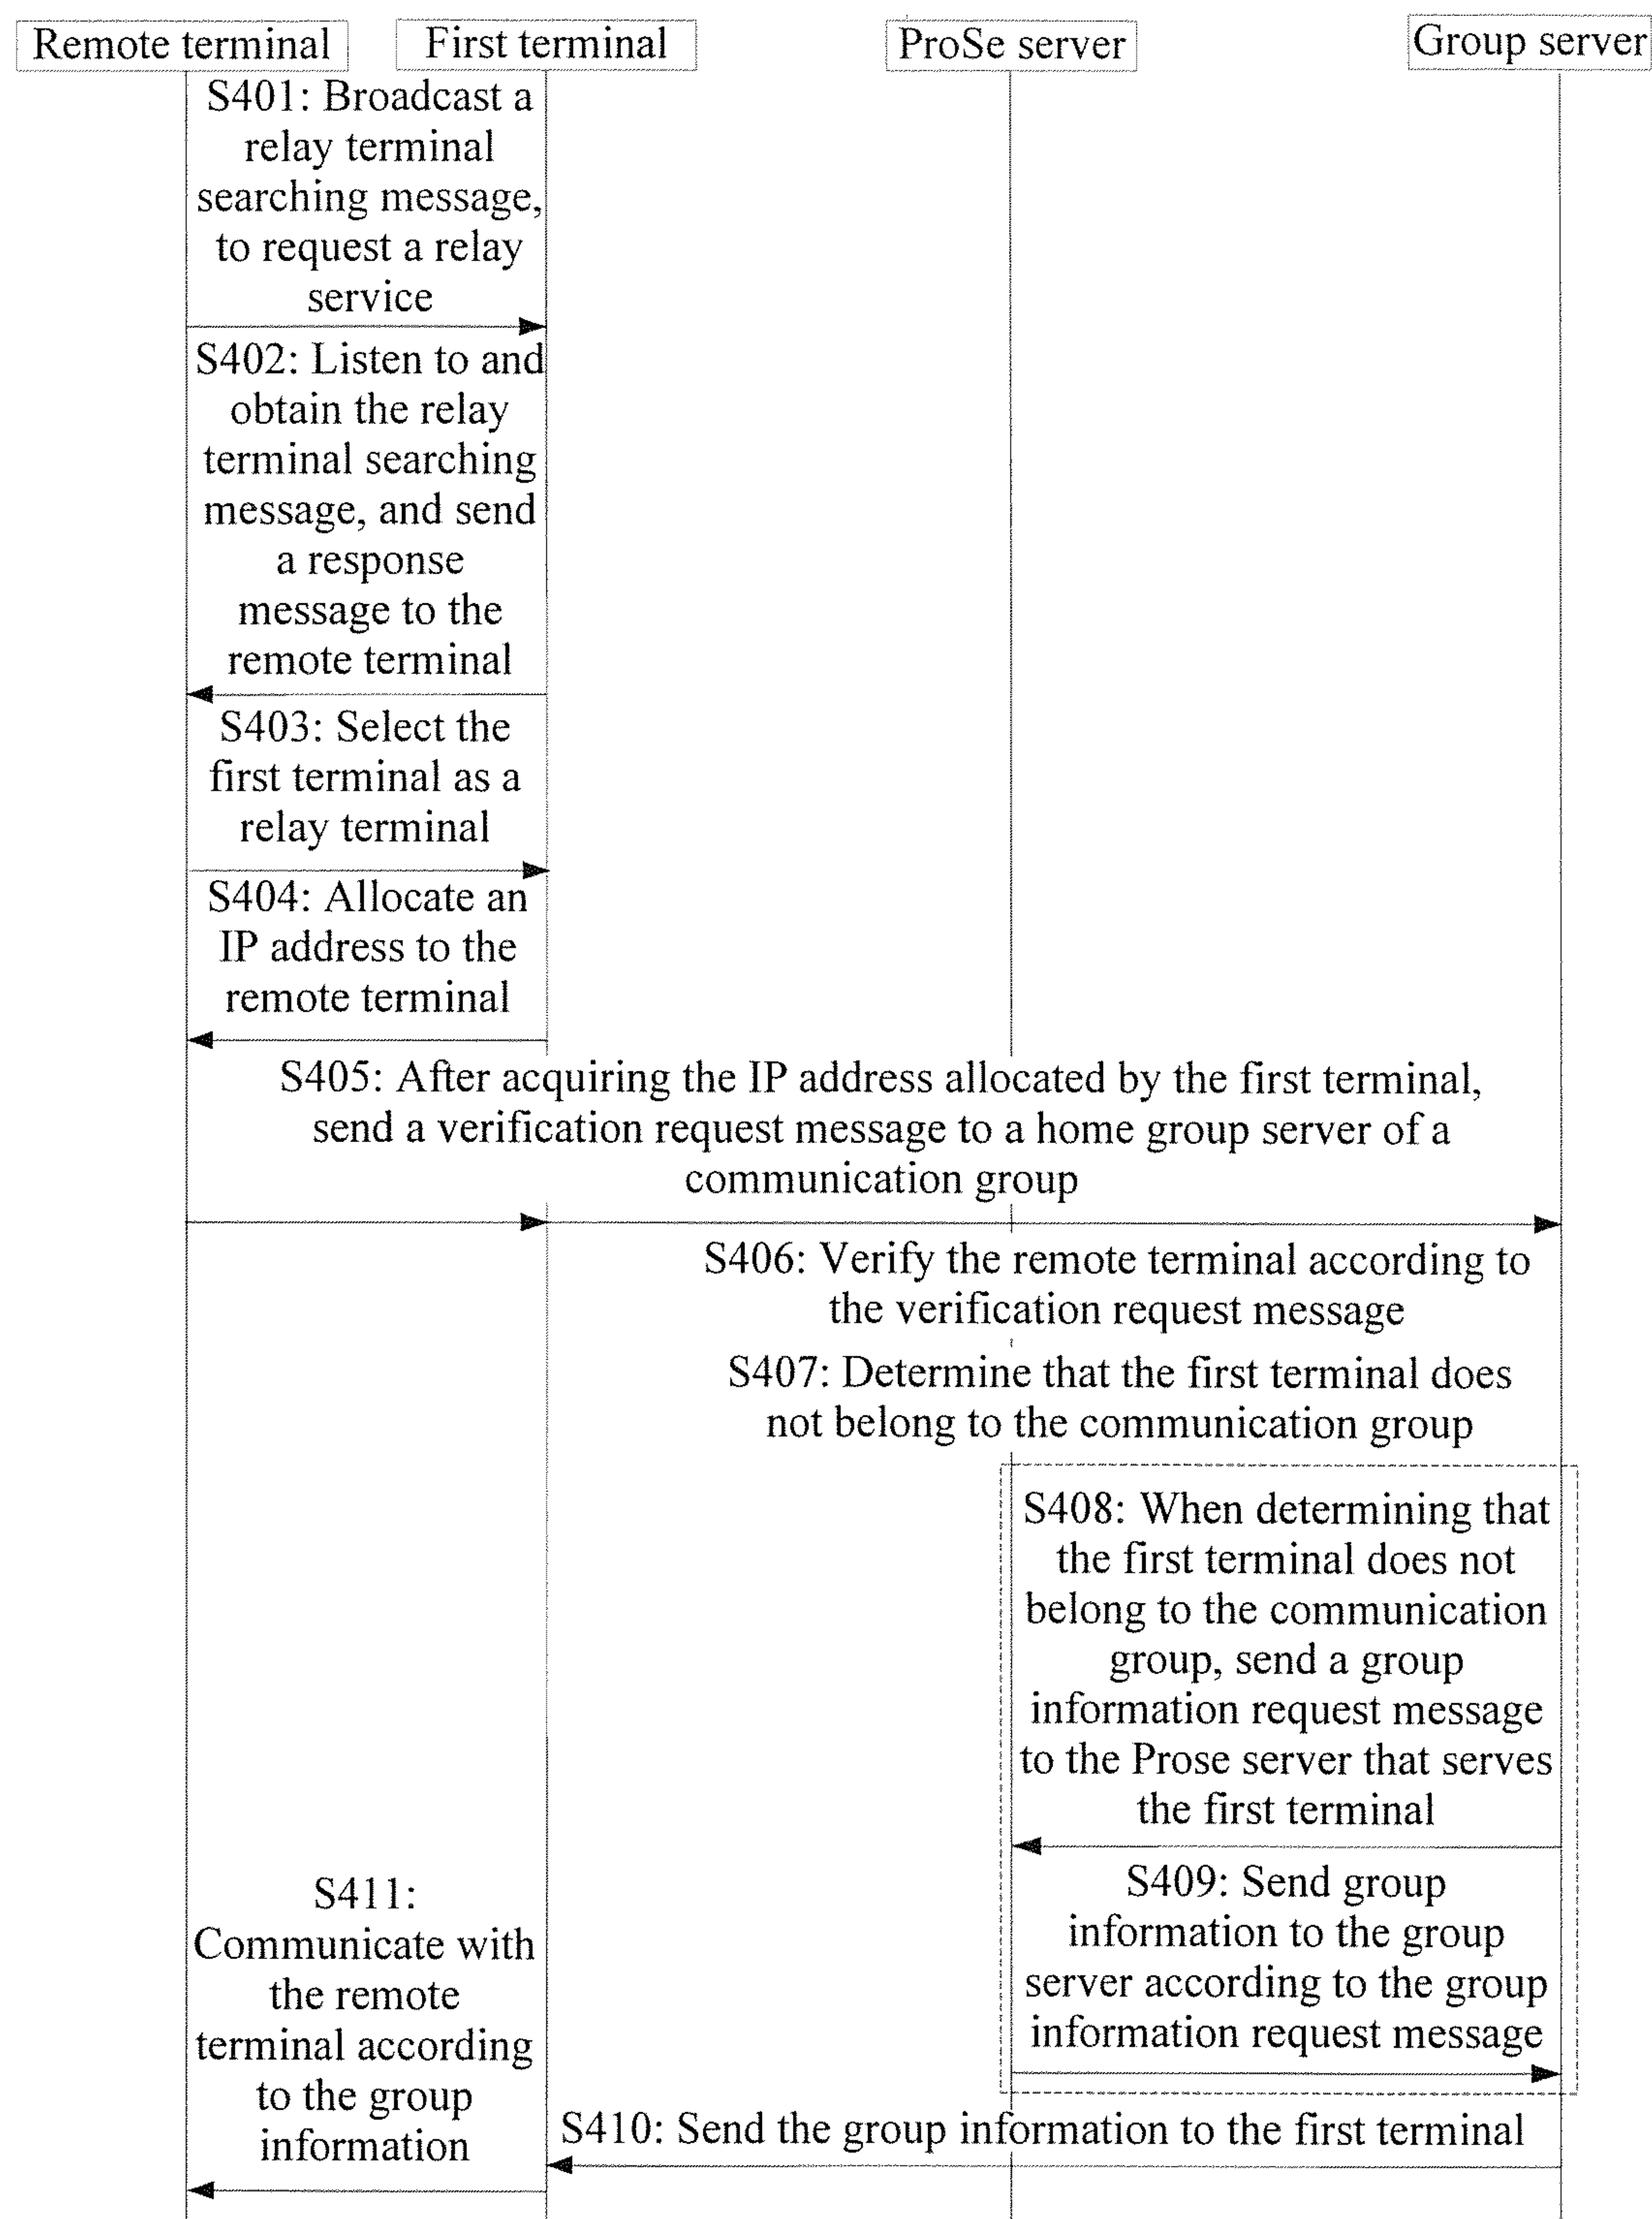 Remote terminal
First terminal
ProSe server
Group server
S401: Broadcast a
relay terminal
searching message,
to request a relay
service
S402: Listen to and
obtain the relay
terminal searching
message, and send
a response
message to the
remote terminal
S403: Select the
first terminal as a
relay terminal
S404: Allocate an
IP address to the
remote terminal
S405: After acquiring the IP address allocated by the first terminal,
send a verification request message to a home group server of a
communication group
S406: Verify the remote terminal according to
the verification request message
S407: Determine that the first terminal does
not belong to the communication group
S408: When determining that
the first terminal does not
belong to the communication
group, send a group
information request message
to the Prose server that serves
the first terminal
S409: Send group
information to the group
server according to the group
information request message
S410: Send the group information to the first terminal
S411:
Communicate with
the remote
terminal according
to the group
information